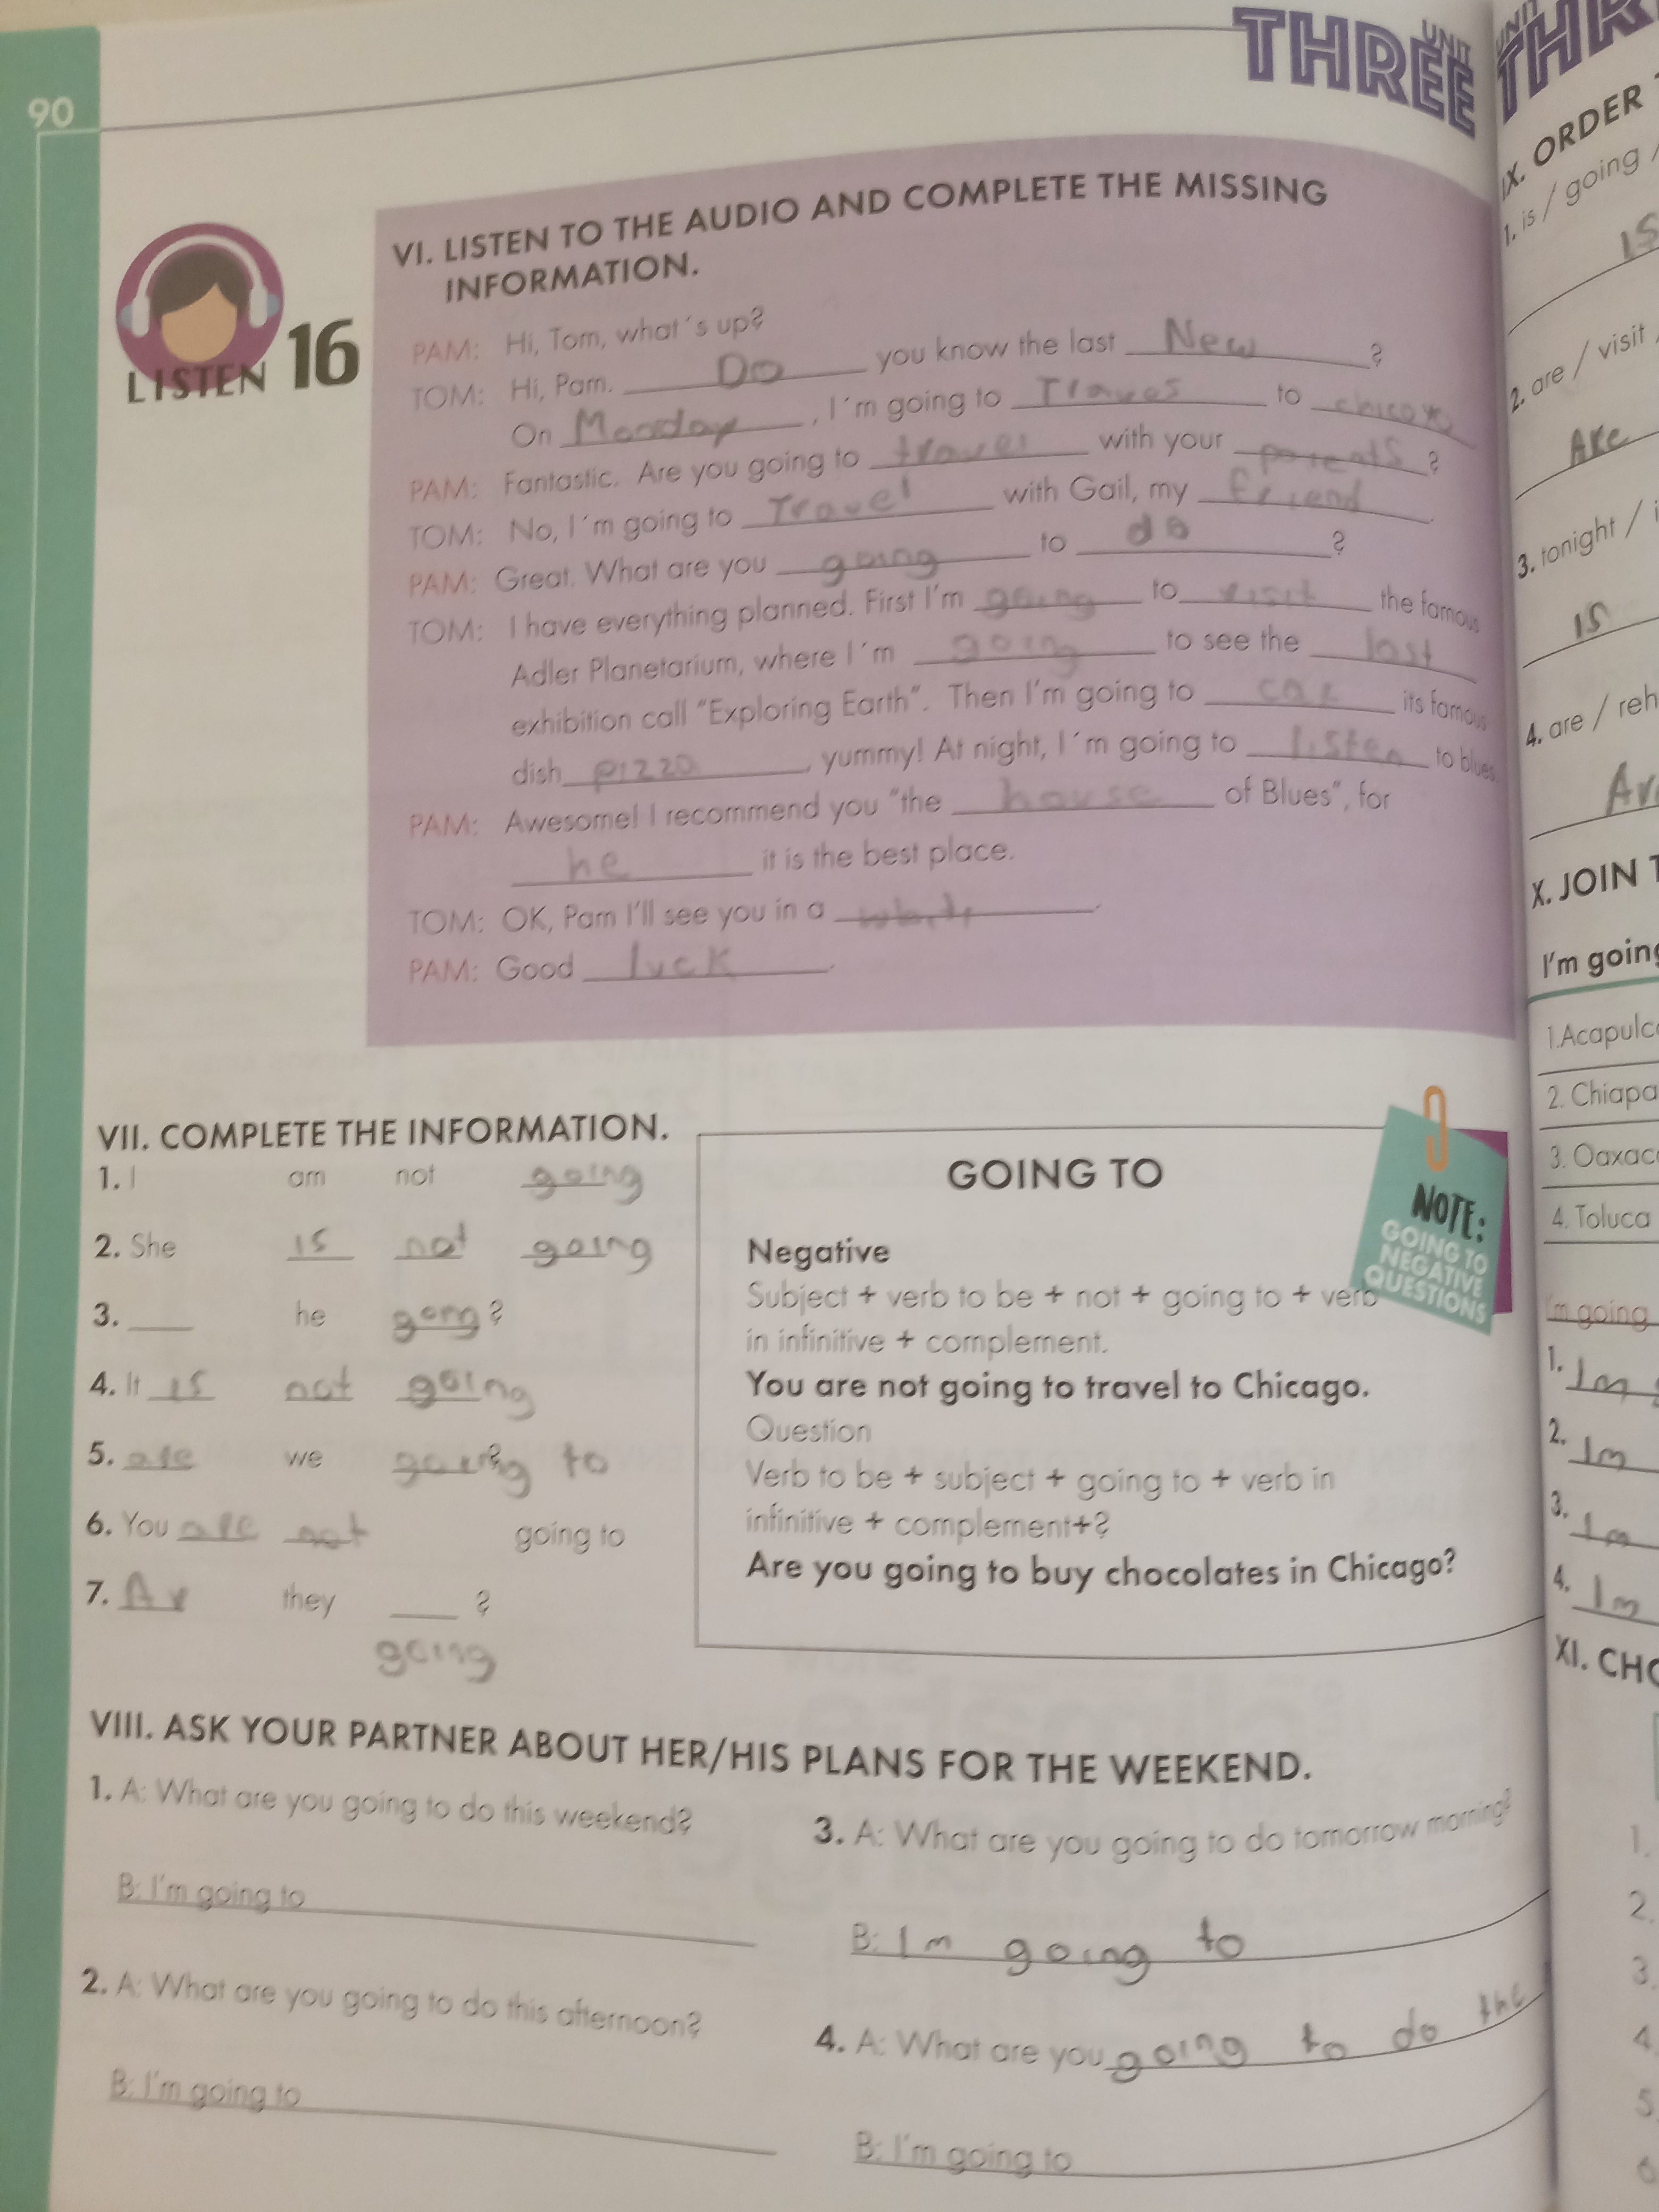 90
UNIT
THREE
VI. LISTEN TO THE AUDIO AND COMPLETE THE MISSING
INFORMATION.
LISTEN 16
PAM: Hi, Tom, what´s up?
TOM: Hi, Pam. Do you know the last New ?
On Monday , I´m going to to
PAM: Fantastic. Are you going to travel with your parents ?
TOM: No, I´m going to Travel with Gail, my friend .
PAM: Great. What are you going to do ?
TOM: I have everything planned. First I'm going to visit the famous
Adler Planetarium, where I´m going to see the last
exhibition call "Exploring Earth". Then I'm going to its famous
dish pizza , yummy! At night, I´m going to listen to blues
PAM: Awesome! I recommend you "the house of Blues", for
he it is the best place.
TOM: OK, Pam I'll see you in a .
PAM: Good luck .
VII. COMPLETE THE INFORMATION.
1. I am not going
2. She is not going
3. ___ he gong ?
4. It is not going
5. are we going ? to
6. You are not going to
7. Ar they ___ ?
going
GOING TO
NOTE:
GOING TO
NEGATIVE
QUESTIONS
Negative
Subject + verb to be + not + going to + verb
in infinitive + complement.
You are not going to travel to Chicago.
Question
Verb to be + subject + going to + verb in
infinitive + complement+?
Are you going to buy chocolates in Chicago?
VIII. ASK YOUR PARTNER ABOUT HER/HIS PLANS FOR THE WEEKEND.
1. A: What are you going to do this weekend?
B: I'm going to
2. A: What are you going to do this afternoon?
B: I'm going to
3. A: What are you going to do tomorrow morning?
B: Im going to
4. A: What are you going to do the
B: I'm going to
UNIT
IX. ORDER
1. is / going /
IS
2. are / visit
Are
3. tonight /
IS
4. are / reh
X. JOIN
I'm going
1.Acapulc
2. Chiapa
3. Oaxac
4. Toluca
I'm going
1. Im
2. Im
3. Im
4. Im
XI. CHO
1.
2.
3.
4.
5.
6